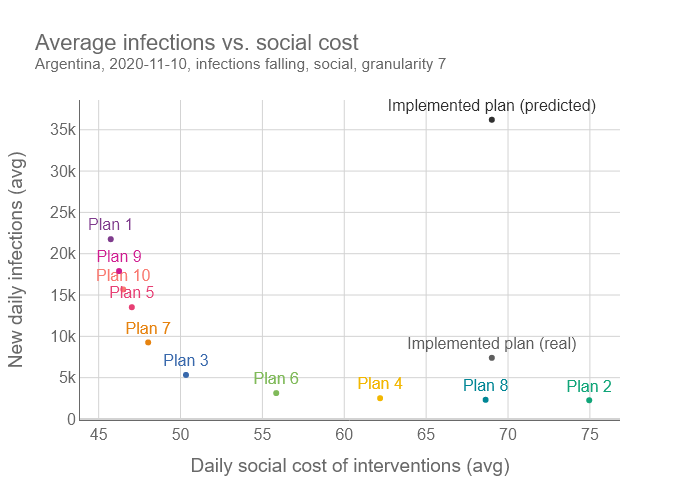 Average infections vs. social cost
Argentina, 2020-11-10, infections falling, social, granularity 7
Implemented plan (predicted)
35k
30k
25k
Plan 1
20k
Plan 9
Plan 10
15k
Plan 5
10k
Plan 7
Implemented plan (real)
Plan 3
5k
Plan 6
Plan 4
Plan 8
Plan 2
0
45
50
55
60
65
70
75
New daily infections (avg)
Daily social cost of interventions (avg)